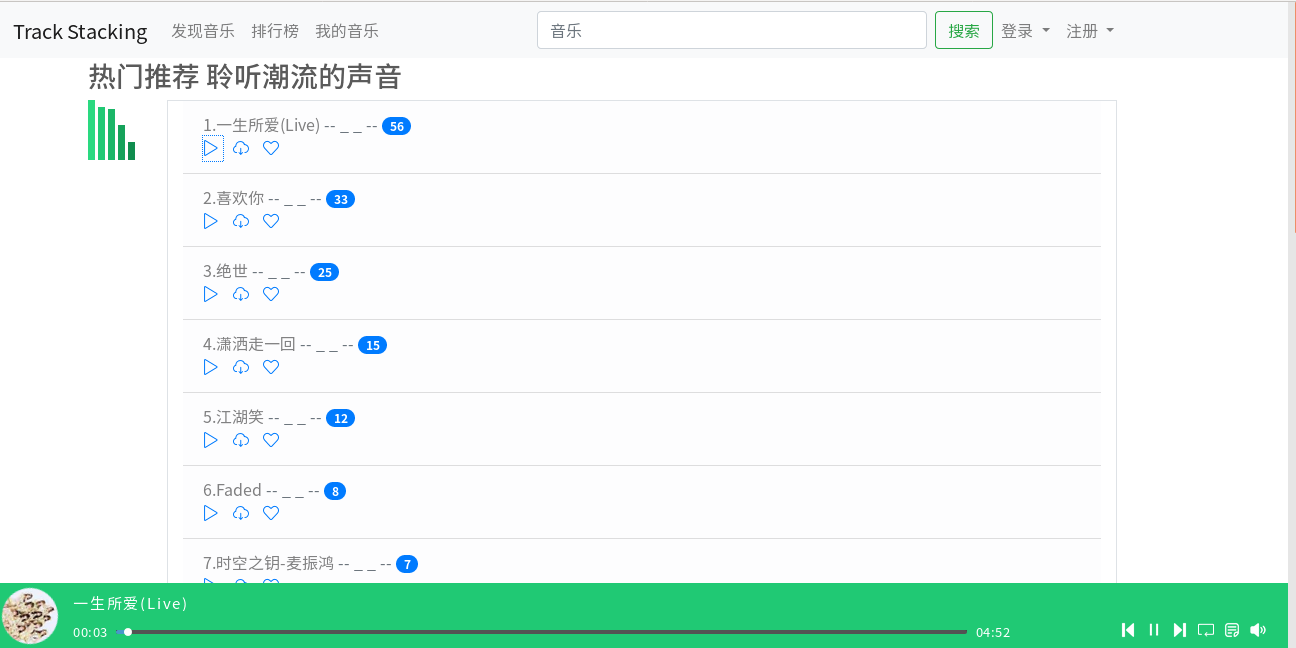 Track Stacking 发现音乐 排行榜 我的音乐 音乐 搜索 登录 注册
热门推荐 聆听潮流的声音
1.一生所爱(Live) -- _ _ -- 56
2.喜欢你 -- _ _ -- 33
3.绝世 -- _ _ -- 25
4.潇洒走一回 -- _ _ -- 15
5.江湖笑 -- _ _ -- 12
6.Faded -- _ _ -- 8
7.时空之钥-麦振鸿 -- _ _ -- 7
一生所爱(Live)
00:03 04:52